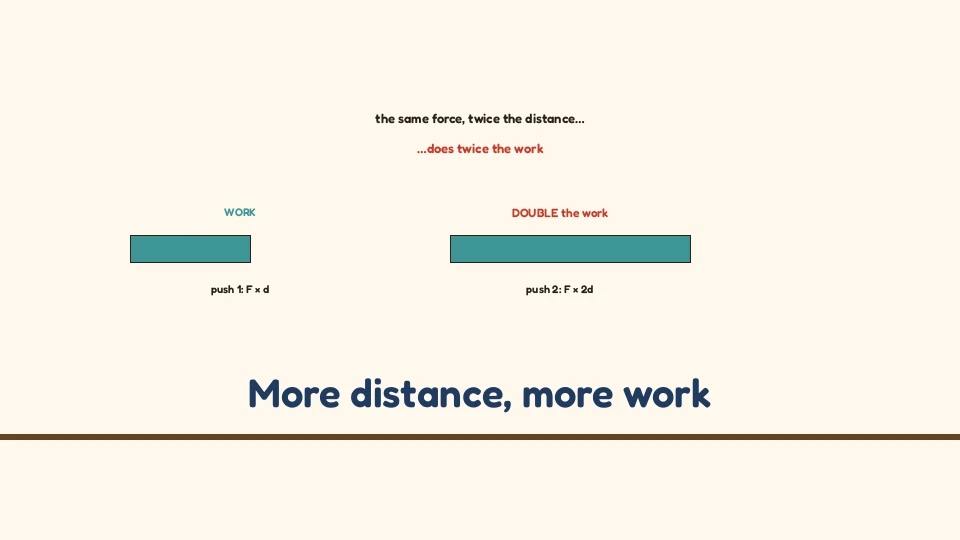 the same force, twice the distance...
...does twice the work
WORK
DOUBLE the work
push 1: F × d
push 2: F × 2d
More distance, more work